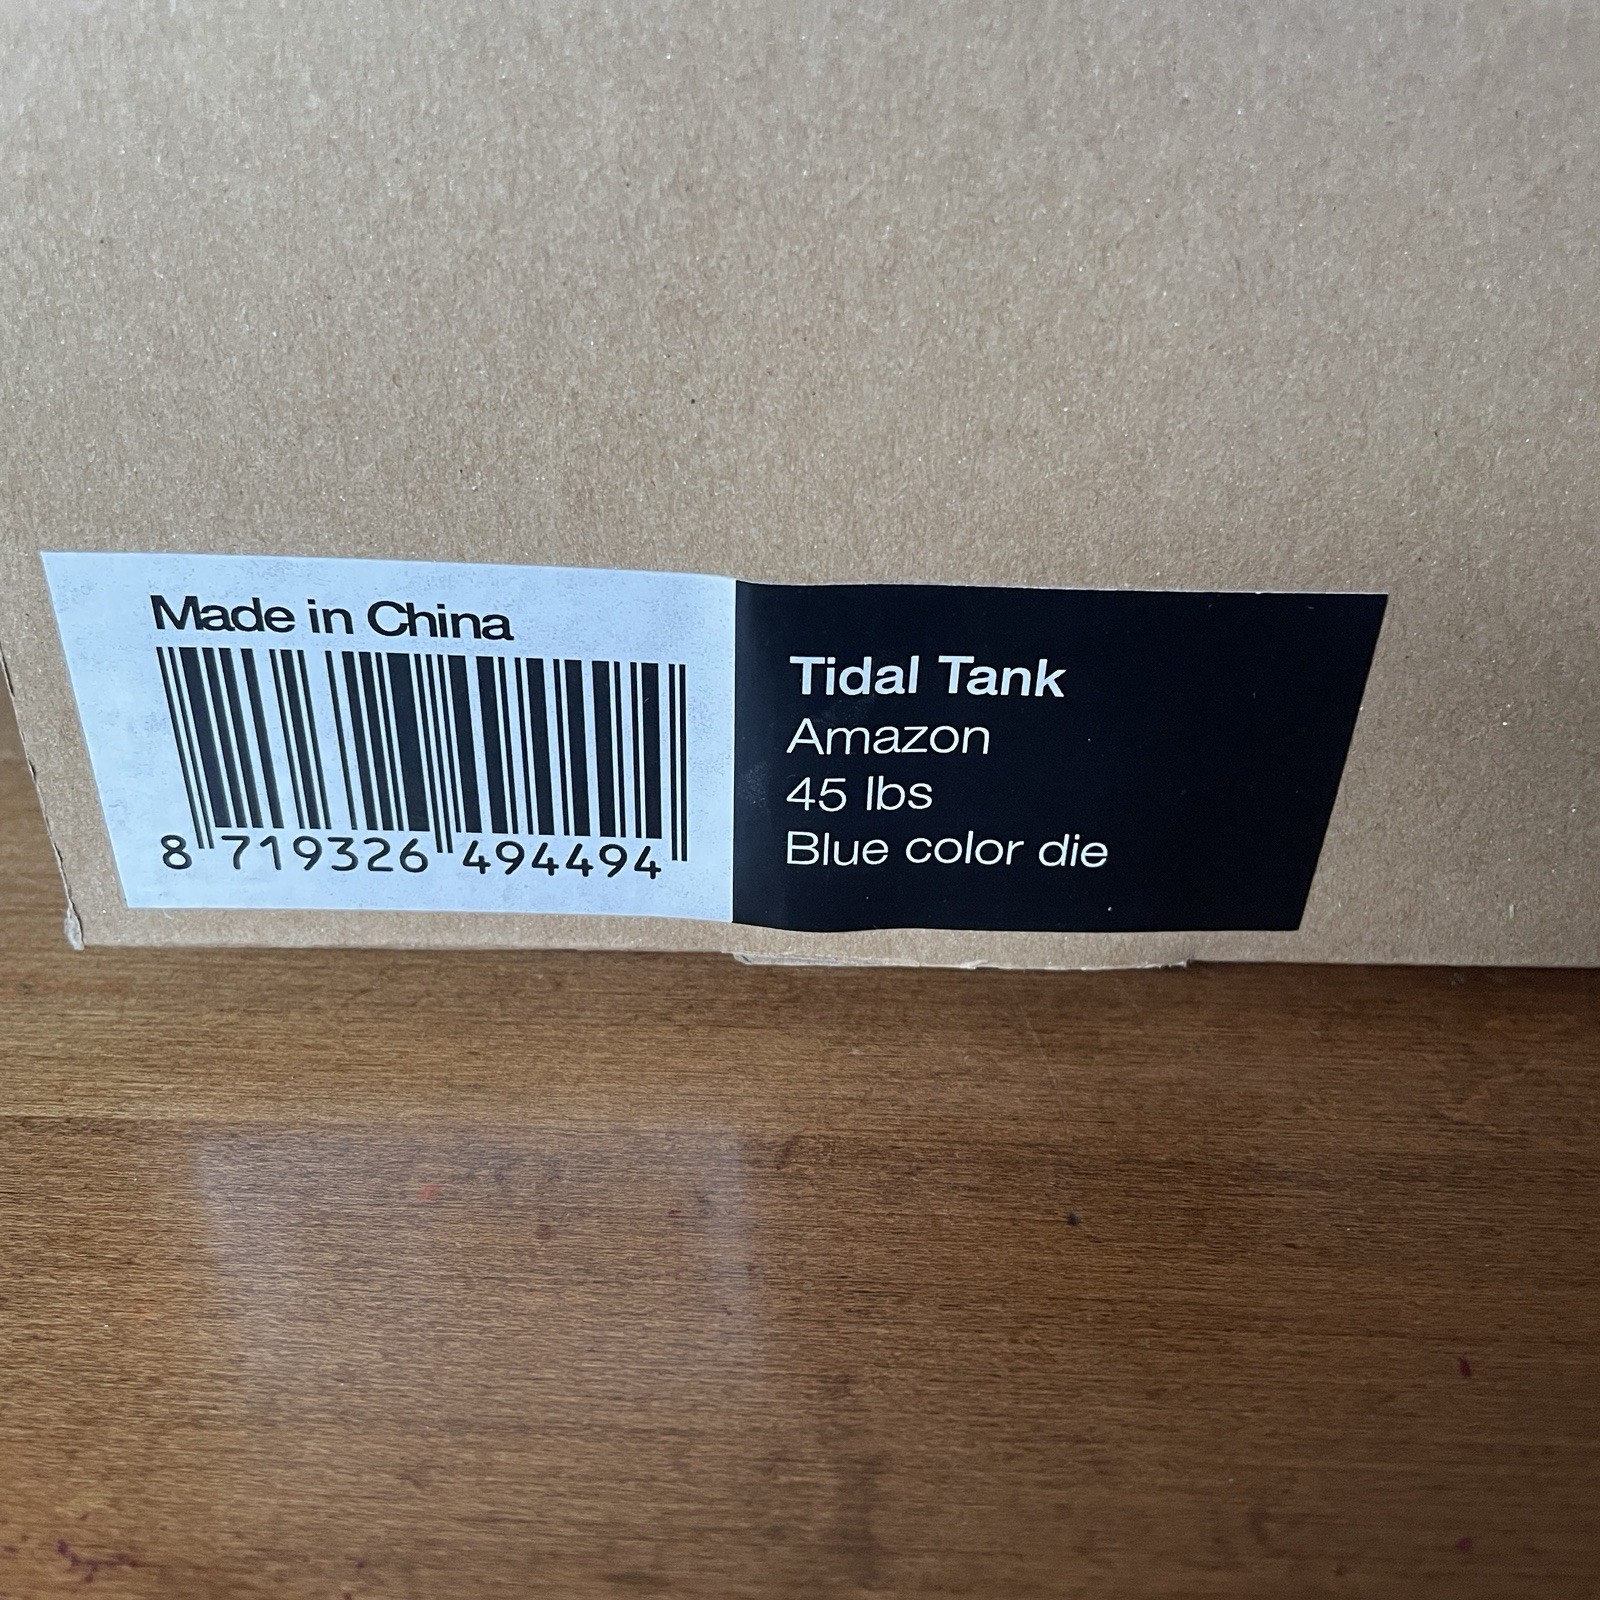 Made in China
8 719326 494494
Tidal Tank
Amazon
45 lbs
Blue color die